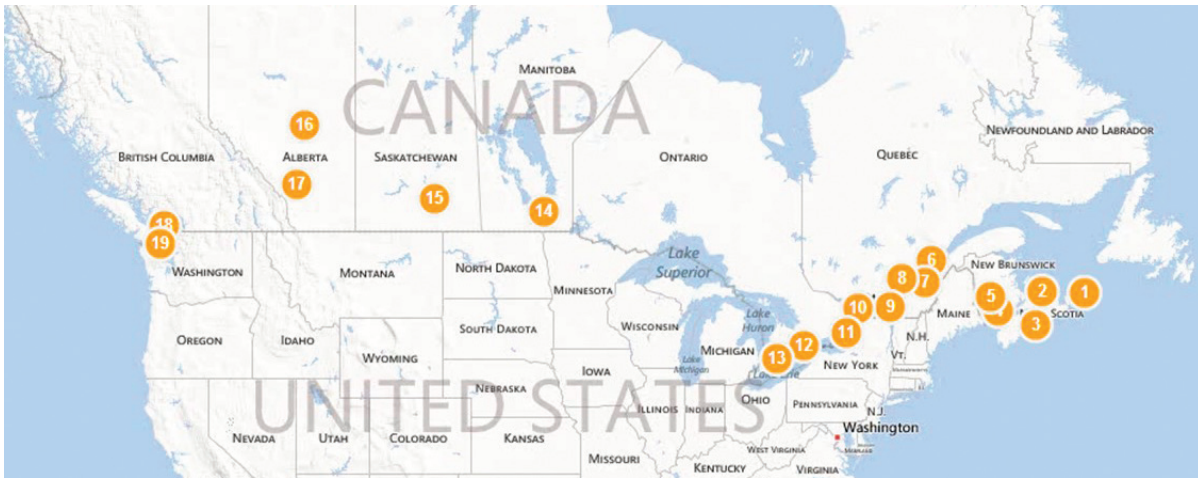 MANITOBA
CANADA
16
NEWFOUNDLAND AND LABRADOR
BRITISH COLUMBIA
ALBERTA
SASKATCHEWAN
ONTARIO
QUEBEC
17
15
14
18
19
Lake
Superior
6
NEW BRUNSWICK
WASHINGTON
MONTANA
NORTH DAKOTA
8
7
MINNESOTA
5
2
1
10
9
MAINE
4
SCOTIA
Lake
Huron
3
SOUTH DAKOTA
WISCONSIN
11
N.H.
OREGON
IDAHO
12
MICHIGAN
13
VT.
WYOMING
Lake
Michigan
NEW YORK
IOWA
NEBRASKA
OHIO
UNITED STATES
ILLINOIS
INDIANA
PENNSYLVANIA
N.J.
Washington
NEVADA
UTAH
COLORADO
KANSAS
WEST VIRGINIA
MISSOURI
KENTUCKY
VIRGINIA